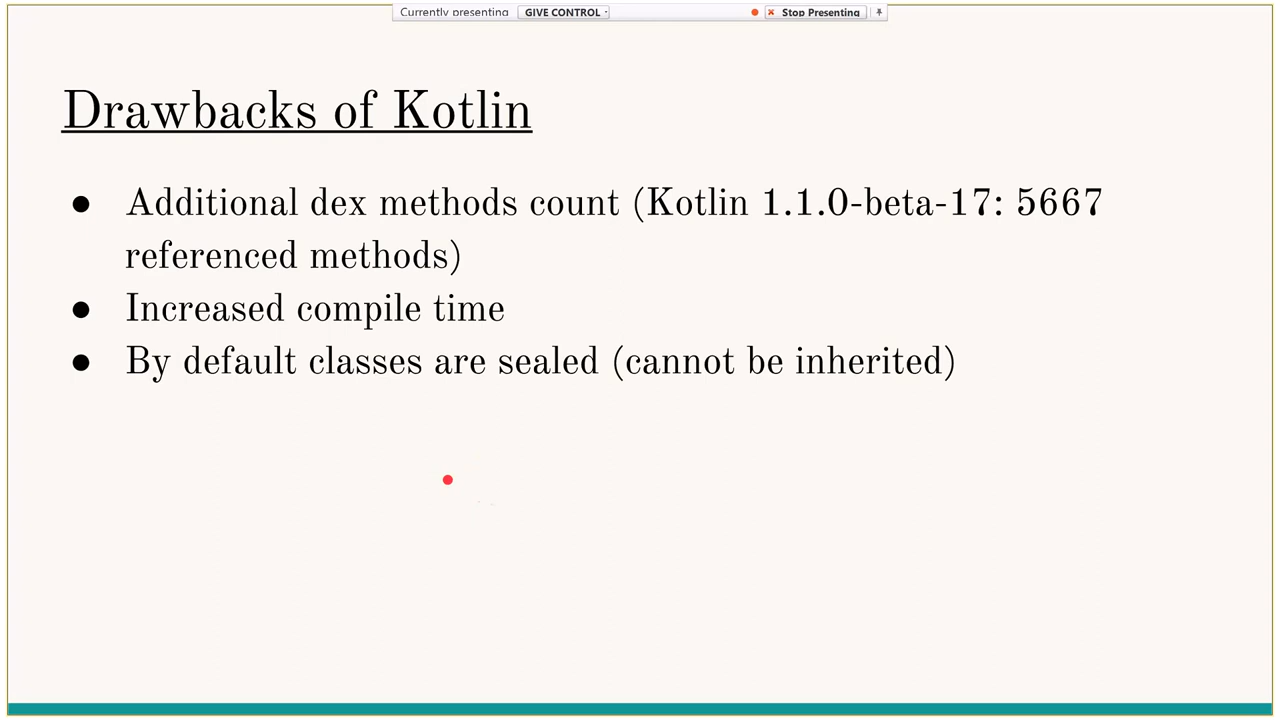 Currently presenting GIVE CONTROL Stop Presenting
Drawbacks of Kotlin
● Additional dex methods count (Kotlin 1.1.0-beta-17: 5667
referenced methods)
● Increased compile time
● By default classes are sealed (cannot be inherited)